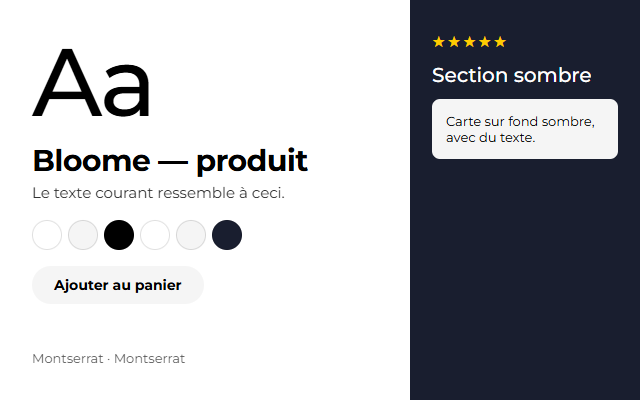 Aa
Bloome — produit
Le texte courant ressemble à ceci.
Ajouter au panier
Montserrat · Montserrat
Section sombre
Carte sur fond sombre,
avec du texte.